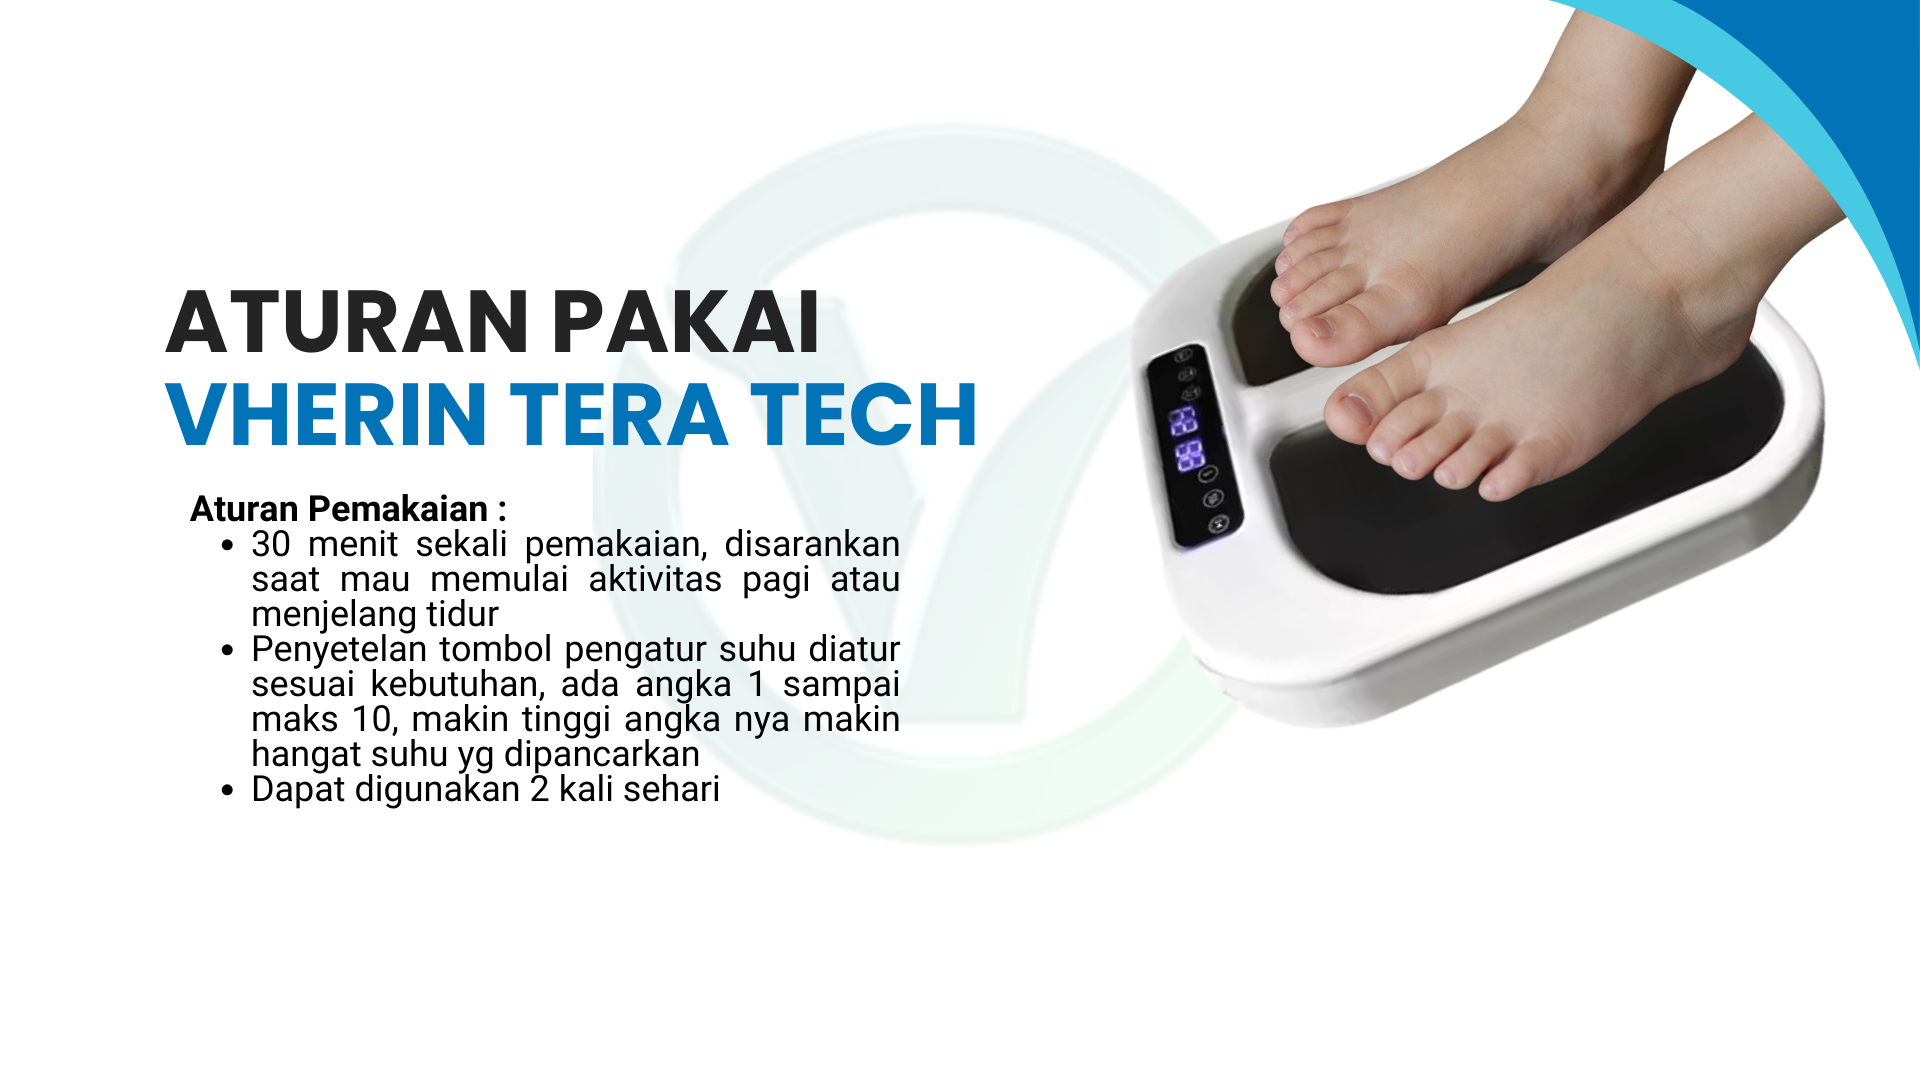 ATURAN PAKAI
VHERIN TERA TECH
Aturan Pemakaian :
• 30 menit sekali pemakaian, disarankan
saat mau memulai aktivitas pagi atau
menjelang tidur
• Penyetelan tombol pengatur suhu diatur
sesuai kebutuhan, ada angka 1 sampai
maks 10, makin tinggi angka nya makin
hangat suhu yg dipancarkan
• Dapat digunakan 2 kali sehari